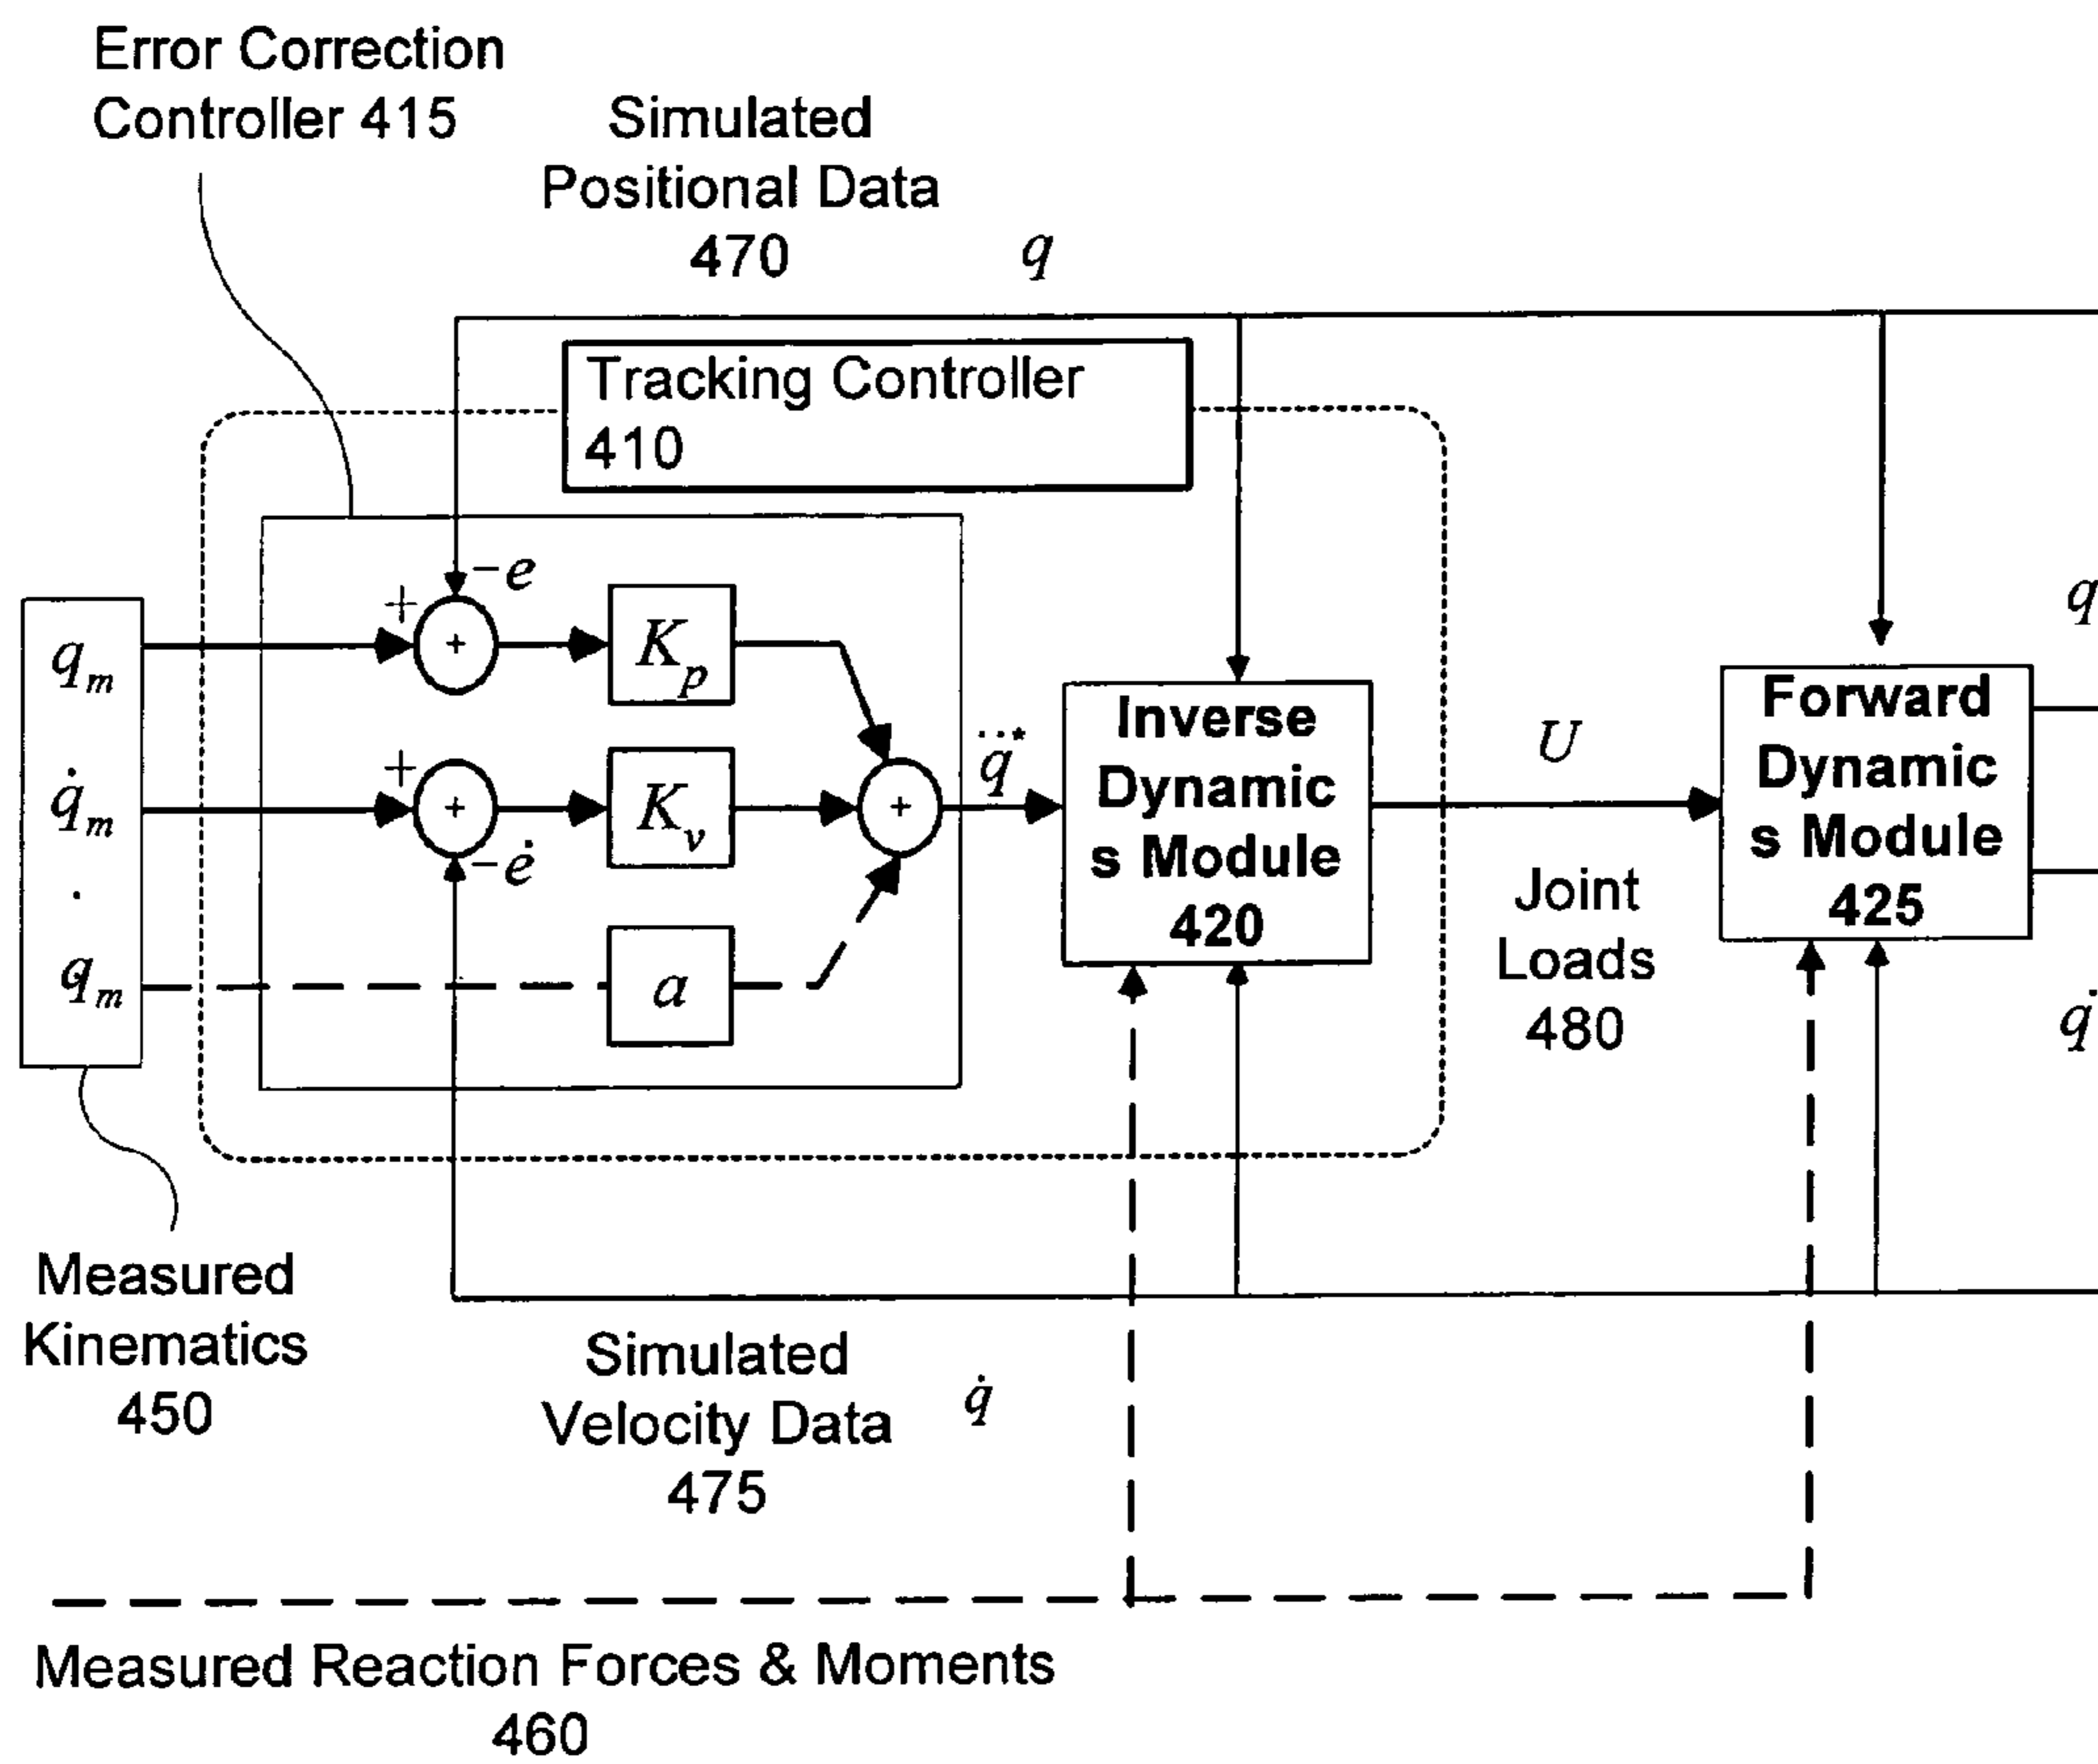 Error Correction
Controller 415
Simulated
Positional Data
470
q
Tracking Controller
410
−e
+
+
K_p
q_m
q
Inverse
Dynamic
s Module
420
Forward
Dynamic
s Module
425
q̈*
U
+
+
K_v
+
q̇_m
−ė
Joint
Loads
480
a
q̇_m
q̇
Measured
Kinematics
450
Simulated
Velocity Data
475
q̇
Measured Reaction Forces & Moments
460